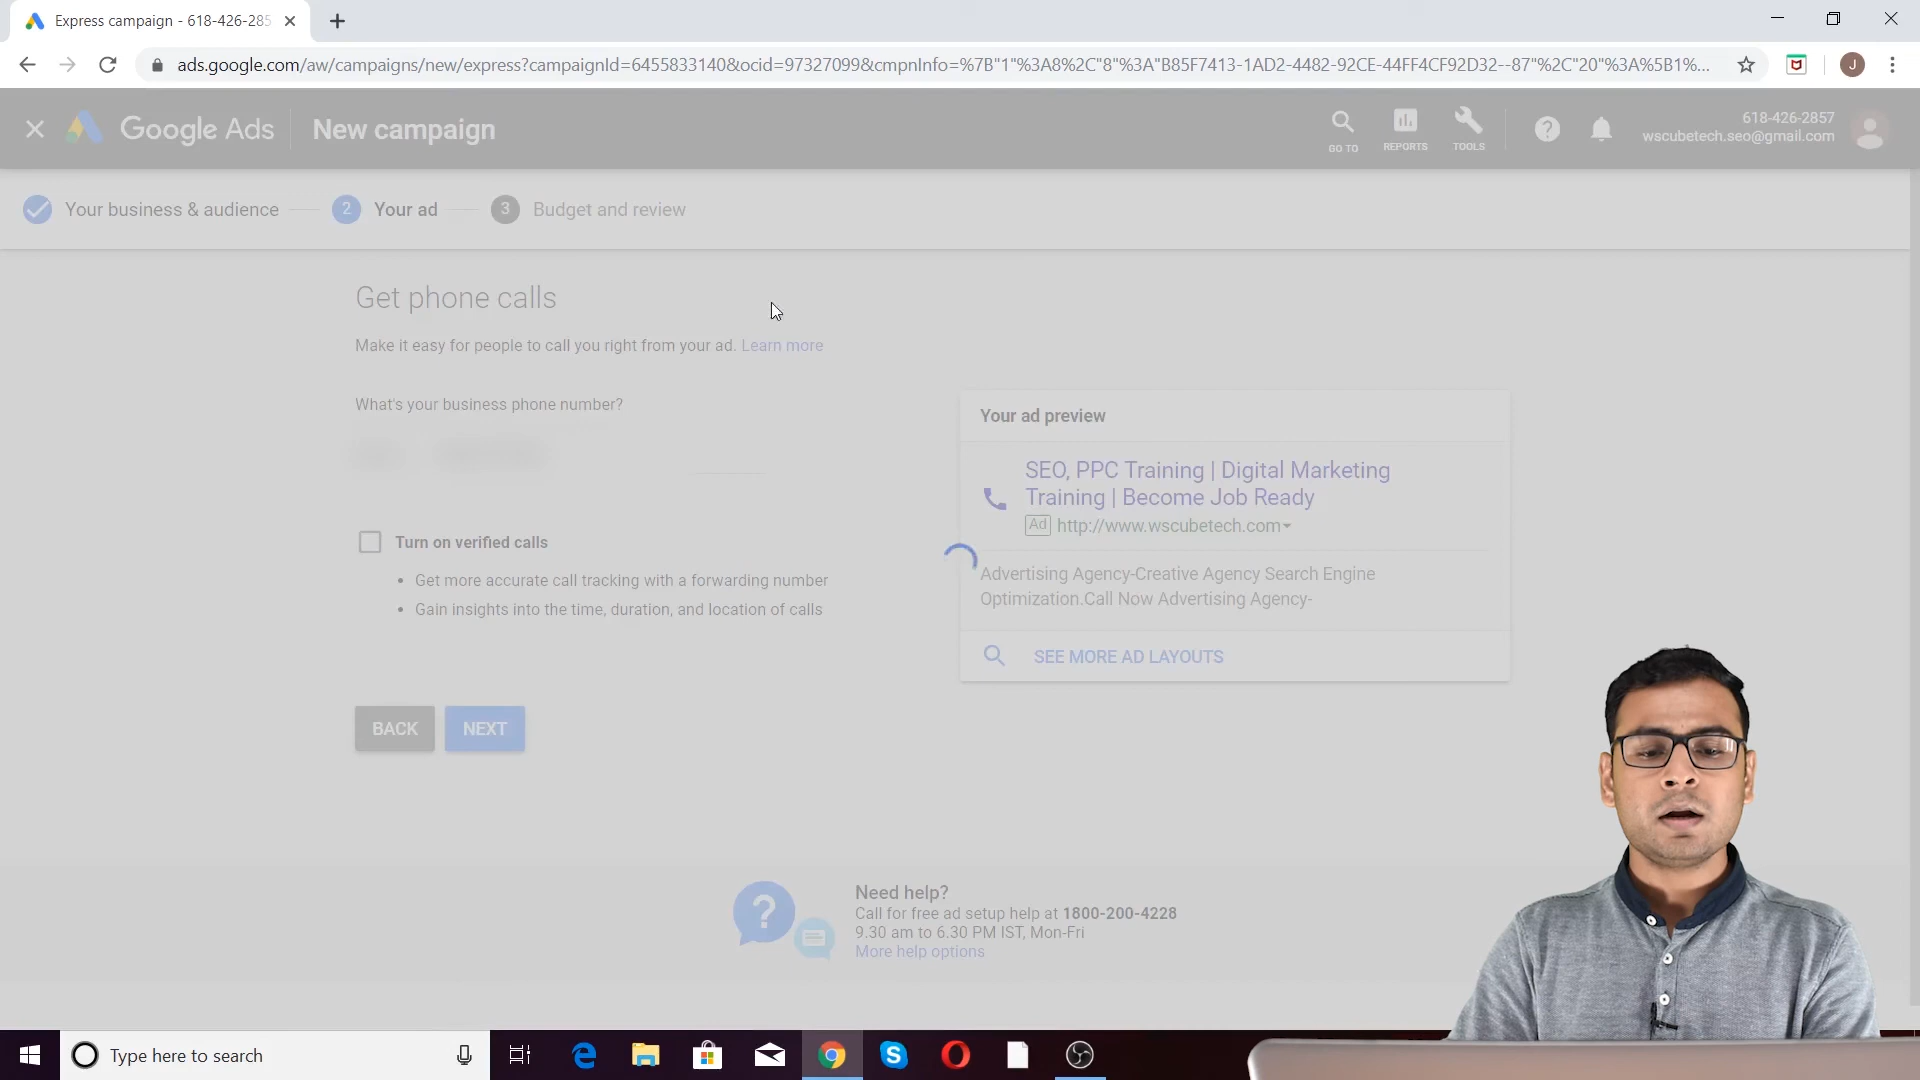 Express campaign - 618-426-285
ads.google.com/aw/campaigns/new/express?campaignId=6455833140&ocid=97327099&cmpnInfo=%7B"1"%3A8%2C"8"%3A"B85F7413-1AD2-4482-92CE-44FF4CF92D32--87"%2C"20"%3A%5B1%...
J
Google Ads
New campaign
GO TO
REPORTS
TOOLS
618-426-2857
wscubetech.seo@gmail.com
Your business & audience
2
Your ad
3
Budget and review
Get phone calls
Make it easy for people to call you right from your ad. Learn more
What's your business phone number?
Turn on verified calls
• Get more accurate call tracking with a forwarding number
• Gain insights into the time, duration, and location of calls
BACK
NEXT
Your ad preview
SEO, PPC Training | Digital Marketing
Training | Become Job Ready
Ad http://www.wscubetech.com
Advertising Agency-Creative Agency Search Engine
Optimization.Call Now Advertising Agency-
SEE MORE AD LAYOUTS
Need help?
Call for free ad setup help at 1800-200-4228
9.30 am to 6.30 PM IST, Mon-Fri
More help options
Type here to search